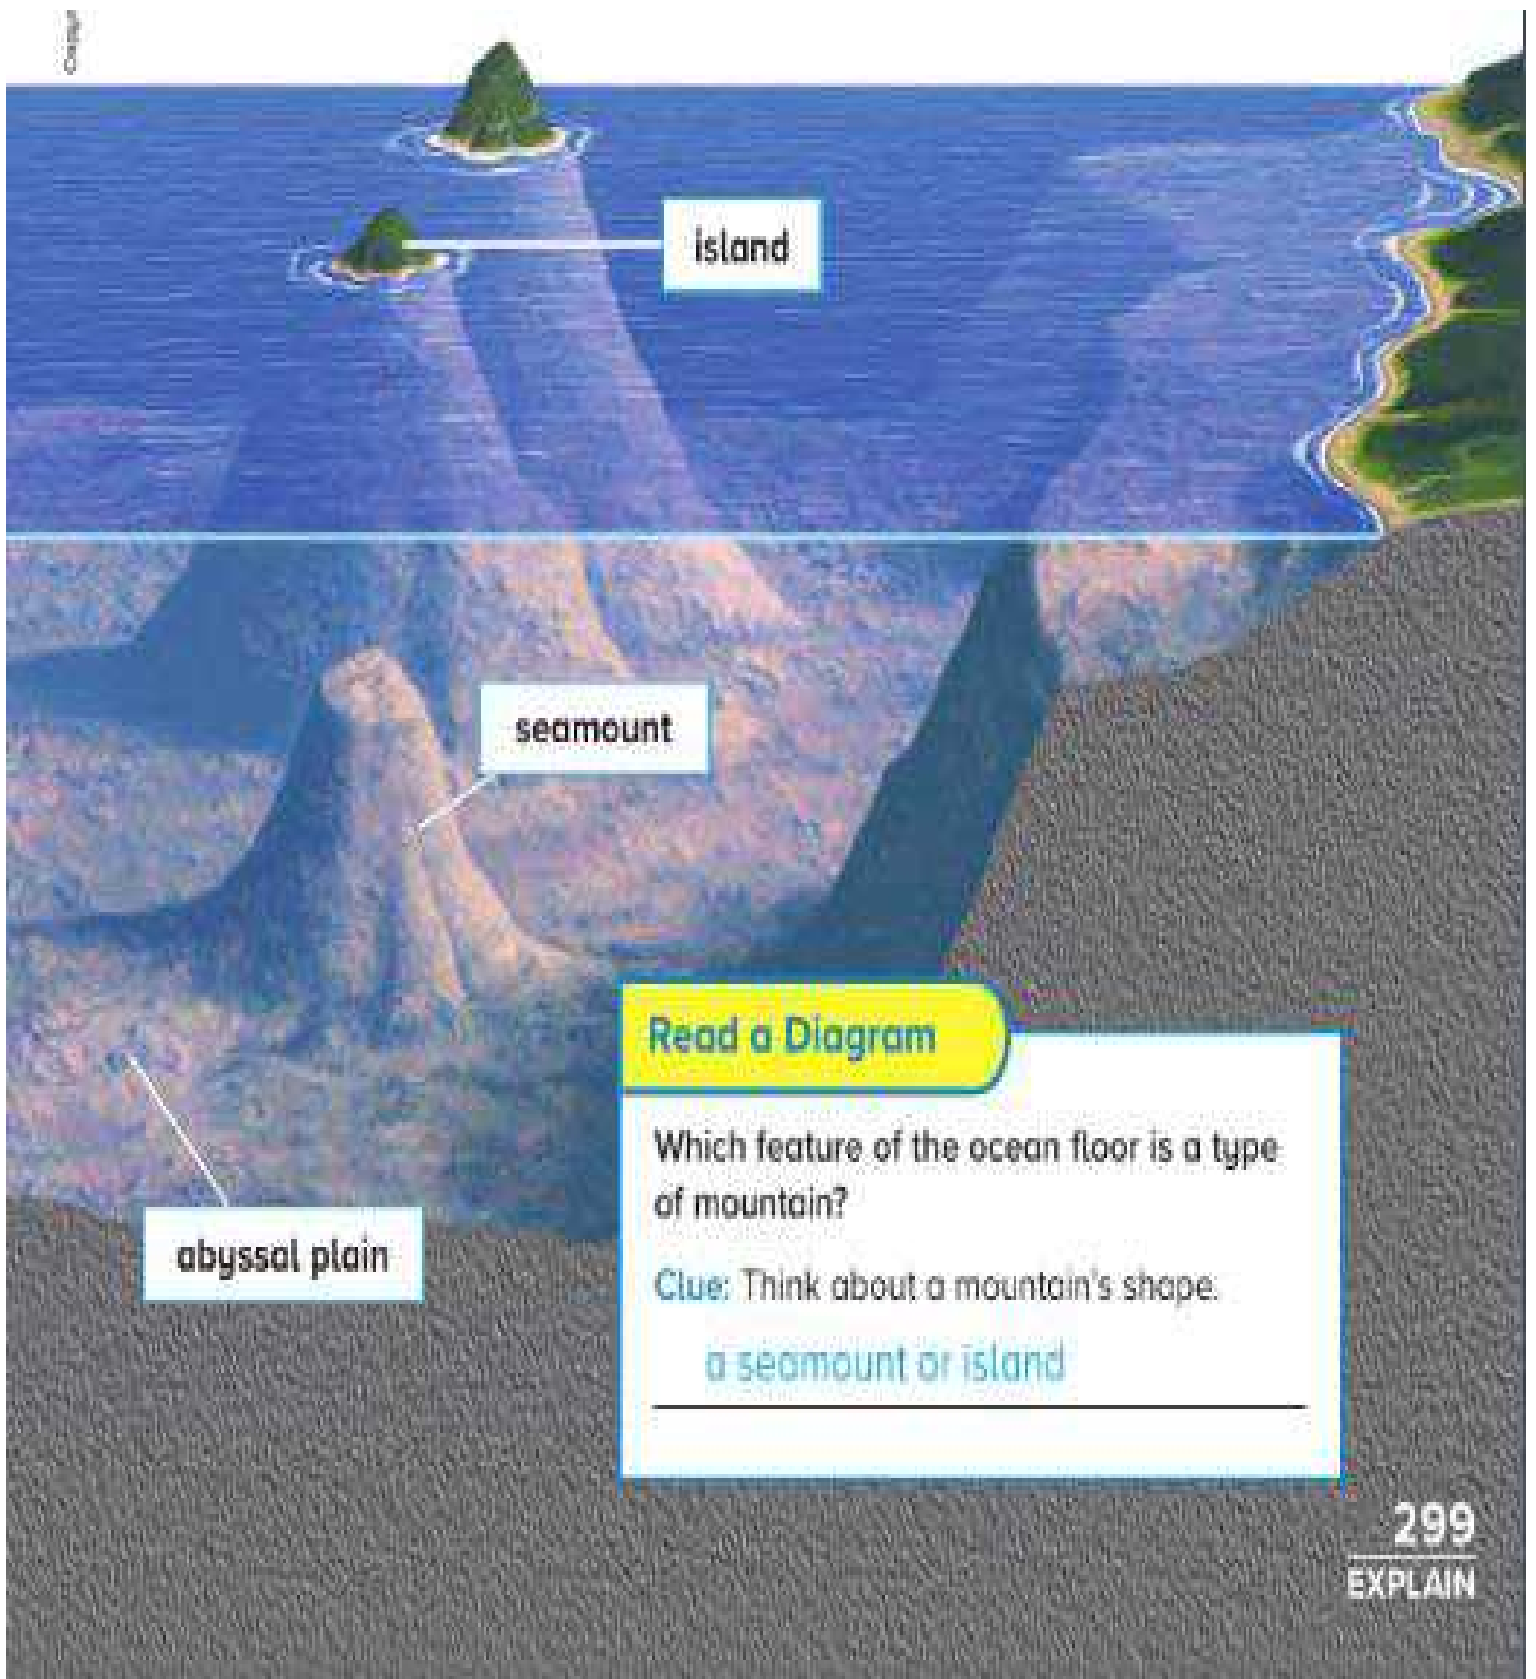 island
seamount
abyssal plain
Read a Diagram
Which feature of the ocean floor is a type
of mountain?
Clue: Think about a mountain's shape.
a seamount or island
299
EXPLAIN